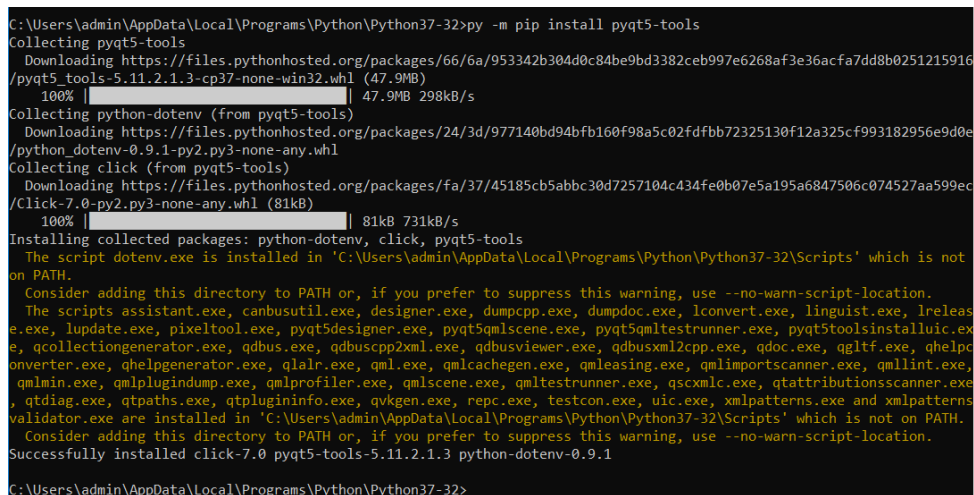 C:\Users\admin\AppData\Local\Programs\Python\Python37-32>py -m pip install pyqt5-tools
Collecting pyqt5-tools
  Downloading https://files.pythonhosted.org/packages/66/6a/953342b304d0c84be9bd3382ceb997e6268af3e36acfa7dd8b0251215916
/pyqt5_tools-5.11.2.1.3-cp37-none-win32.whl (47.9MB)
    100% || 47.9MB 298kB/s
Collecting python-dotenv (from pyqt5-tools)
  Downloading https://files.pythonhosted.org/packages/24/3d/977140bd94bfb160f98a5c02fdfbb72325130f12a325cf993182956e9d0e
/python_dotenv-0.9.1-py2.py3-none-any.whl
Collecting click (from pyqt5-tools)
  Downloading https://files.pythonhosted.org/packages/fa/37/45185cb5abbc30d7257104c434fe0b07e5a195a6847506c074527aa599ec
/Click-7.0-py2.py3-none-any.whl (81kB)
    100% || 81kB 731kB/s
Installing collected packages: python-dotenv, click, pyqt5-tools
  The script dotenv.exe is installed in 'C:\Users\admin\AppData\Local\Programs\Python\Python37-32\Scripts' which is not
on PATH.
  Consider adding this directory to PATH or, if you prefer to suppress this warning, use --no-warn-script-location.
  The scripts assistant.exe, canbusutil.exe, designer.exe, dumpcpp.exe, dumpdoc.exe, lconvert.exe, linguist.exe, lreleas
e.exe, lupdate.exe, pixeltool.exe, pyqt5designer.exe, pyqt5qmlscene.exe, pyqt5qmltestrunner.exe, pyqt5toolsinstalluic.ex
e, qcollectiongenerator.exe, qdbus.exe, qdbuscpp2xml.exe, qdbusviewer.exe, qdbusxml2cpp.exe, qdoc.exe, qgltf.exe, qhelpc
onverter.exe, qhelpgenerator.exe, qlalr.exe, qml.exe, qmlcachegen.exe, qmleasing.exe, qmlimportscanner.exe, qmllint.exe,
 qmlmin.exe, qmlplugindump.exe, qmlprofiler.exe, qmlscene.exe, qmltestrunner.exe, qscxmlc.exe, qtattributionsscanner.exe
, qtdiag.exe, qtpaths.exe, qtplugininfo.exe, qvkgen.exe, repc.exe, testcon.exe, uic.exe, xmlpatterns.exe and xmlpatterns
validator.exe are installed in 'C:\Users\admin\AppData\Local\Programs\Python\Python37-32\Scripts' which is not on PATH.
  Consider adding this directory to PATH or, if you prefer to suppress this warning, use --no-warn-script-location.
Successfully installed click-7.0 pyqt5-tools-5.11.2.1.3 python-dotenv-0.9.1
C:\Users\admin\AppData\Local\Programs\Python\Python37-32>